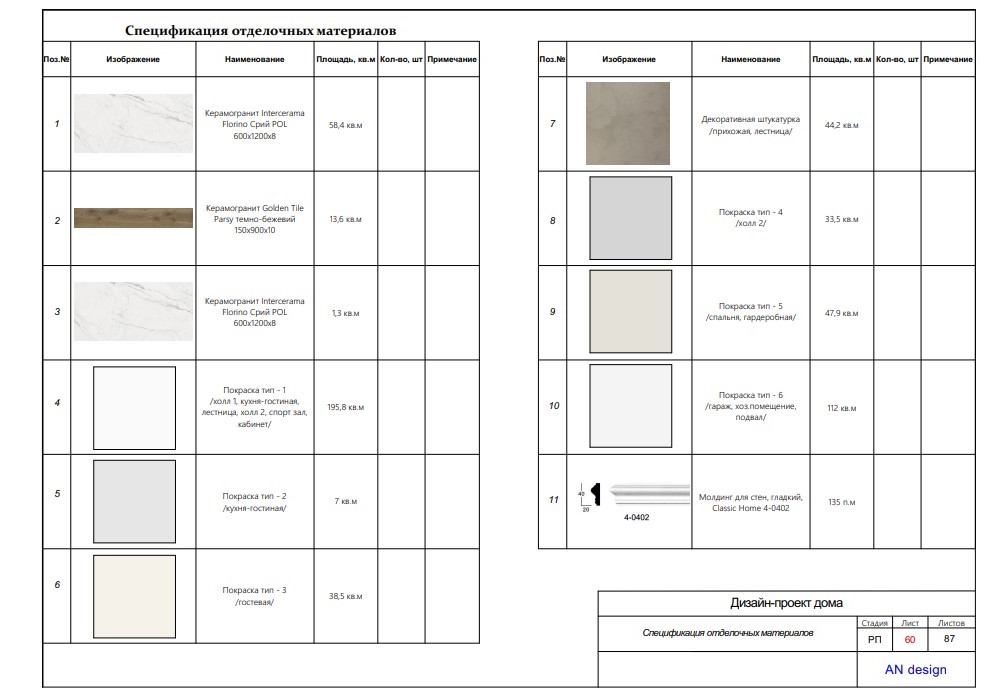 Спецификация отделочных материалов
Поз.№ Изображение Наименование Площадь, кв.м Кол-во, шт Примечание
1
Керамогранит Intercerama
Florino Срий POL
600x1200x8
58,4 кв.м
2
Керамогранит Golden Tile
Parsy темно-бежевий
150x900x10
13,6 кв.м
3
Керамогранит Intercerama
Florino Срий POL
600x1200x8
1,3 кв.м
4
Покраска тип - 1
/холл 1, кухня-гостиная,
лестница, холл 2, спорт зал,
кабинет/
195,8 кв.м
5
Покраска тип - 2
/кухня-гостиная/
7 кв.м
6
Покраска тип - 3
/гостевая/
38,5 кв.м
Поз.№ Изображение Наименование Площадь, кв.м Кол-во, шт Примечание
7
Декоративная штукатурка
/прихожая, лестница/
44,2 кв.м
8
Покраска тип - 4
/холл 2/
33,5 кв.м
9
Покраска тип - 5
/спальня, гардеробная/
47,9 кв.м
10
Покраска тип - 6
/гараж, хоз.помещение,
подвал/
112 кв.м
11
40
20
4-0402
Молдинг для стен, гладкий,
Classic Home 4-0402
135 п.м
Дизайн-проект дома
Спецификация отделочных материалов
Стадия Лист Листов
РП 60 87
AN design